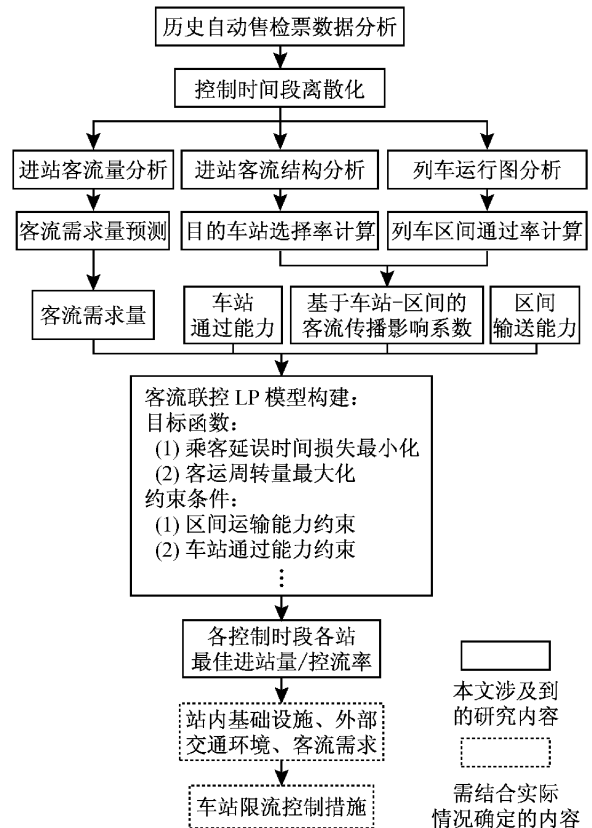 历史自动售检票数据分析
控制时间段离散化
进站客流量分析
进站客流结构分析
列车运行图分析
客流需求量预测
目的车站选择率计算
列车区间通过率计算
客流需求量
车站
通过能力
基于车站-区间的
客流传播影响系数
区间
输送能力
客流联控 LP 模型构建：
目标函数：
(1) 乘客延误时间损失最小化
(2) 客运周转量最大化
约束条件：
(1) 区间运输能力约束
(2) 车站通过能力约束
⋮
各控制时段各站
最佳进站量/控流率
站内基础设施、外部
交通环境、客流需求
车站限流控制措施
本文涉及到
的研究内容
需结合实际
情况确定的内容